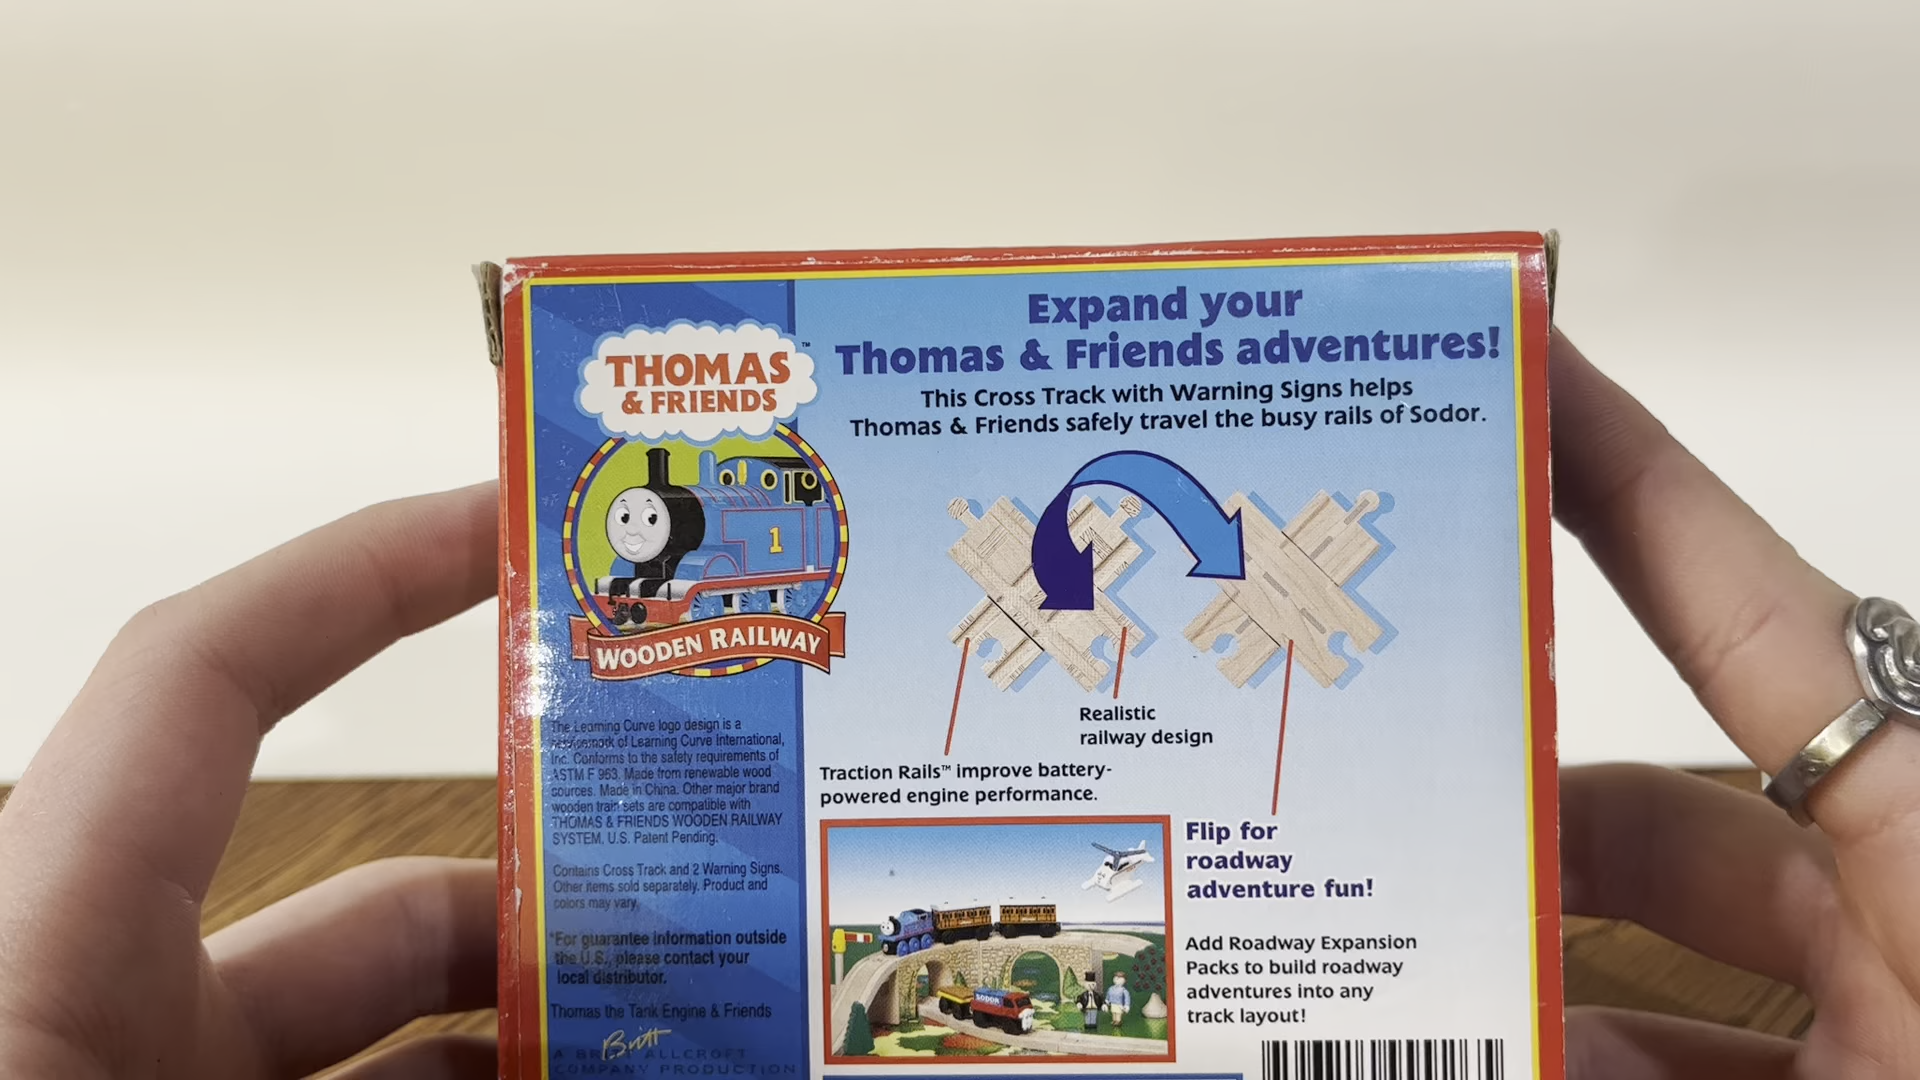 THOMAS
& FRIENDS
™
1
WOODEN RAILWAY
The Learning Curve logo design is a
of Learning Curve International,
Inc. Conforms to the safety requirements of
ASTM F 963. Made from renewable wood
sources. Made in China. Other major brand
wooden train sets are compatible with
THOMAS & FRIENDS WOODEN RAILWAY
SYSTEM. U.S. Patent Pending.
Contains Cross Track and 2 Warning Signs.
Other items sold separately. Product and
colors may vary.
*For guarantee information outside
the U.S., please contact your
local distributor.
Thomas the Tank Engine & Friends
Britt
A BRITT ALLCROFT
COMPANY PRODUCTION
Expand your
Thomas & Friends adventures!
This Cross Track with Warning Signs helps
Thomas & Friends safely travel the busy rails of Sodor.
Realistic
railway design
Traction Rails™ improve battery-
powered engine performance.
SODOR
Flip for
roadway
adventure fun!
Add Roadway Expansion
Packs to build roadway
adventures into any
track layout!